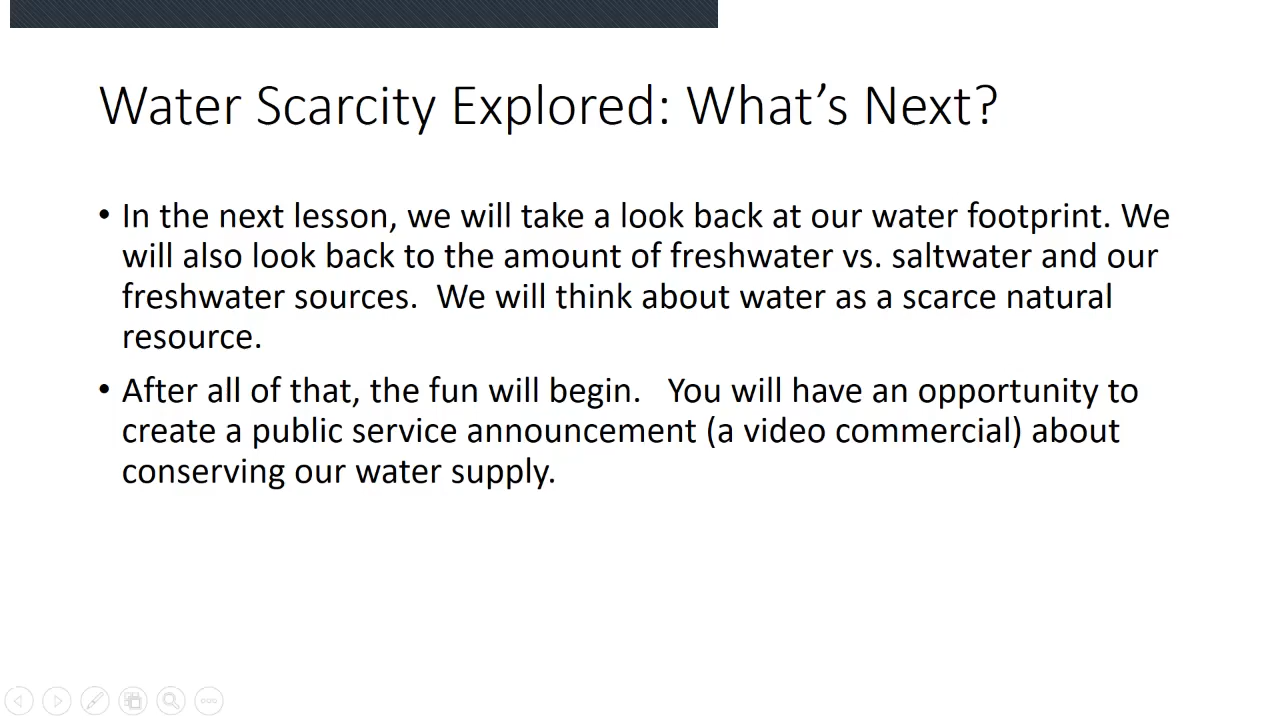 Water Scarcity Explored: What’s Next?
• In the next lesson, we will take a look back at our water footprint. We
will also look back to the amount of freshwater vs. saltwater and our
freshwater sources.  We will think about water as a scarce natural
resource.
• After all of that, the fun will begin.   You will have an opportunity to
create a public service announcement (a video commercial) about
conserving our water supply.